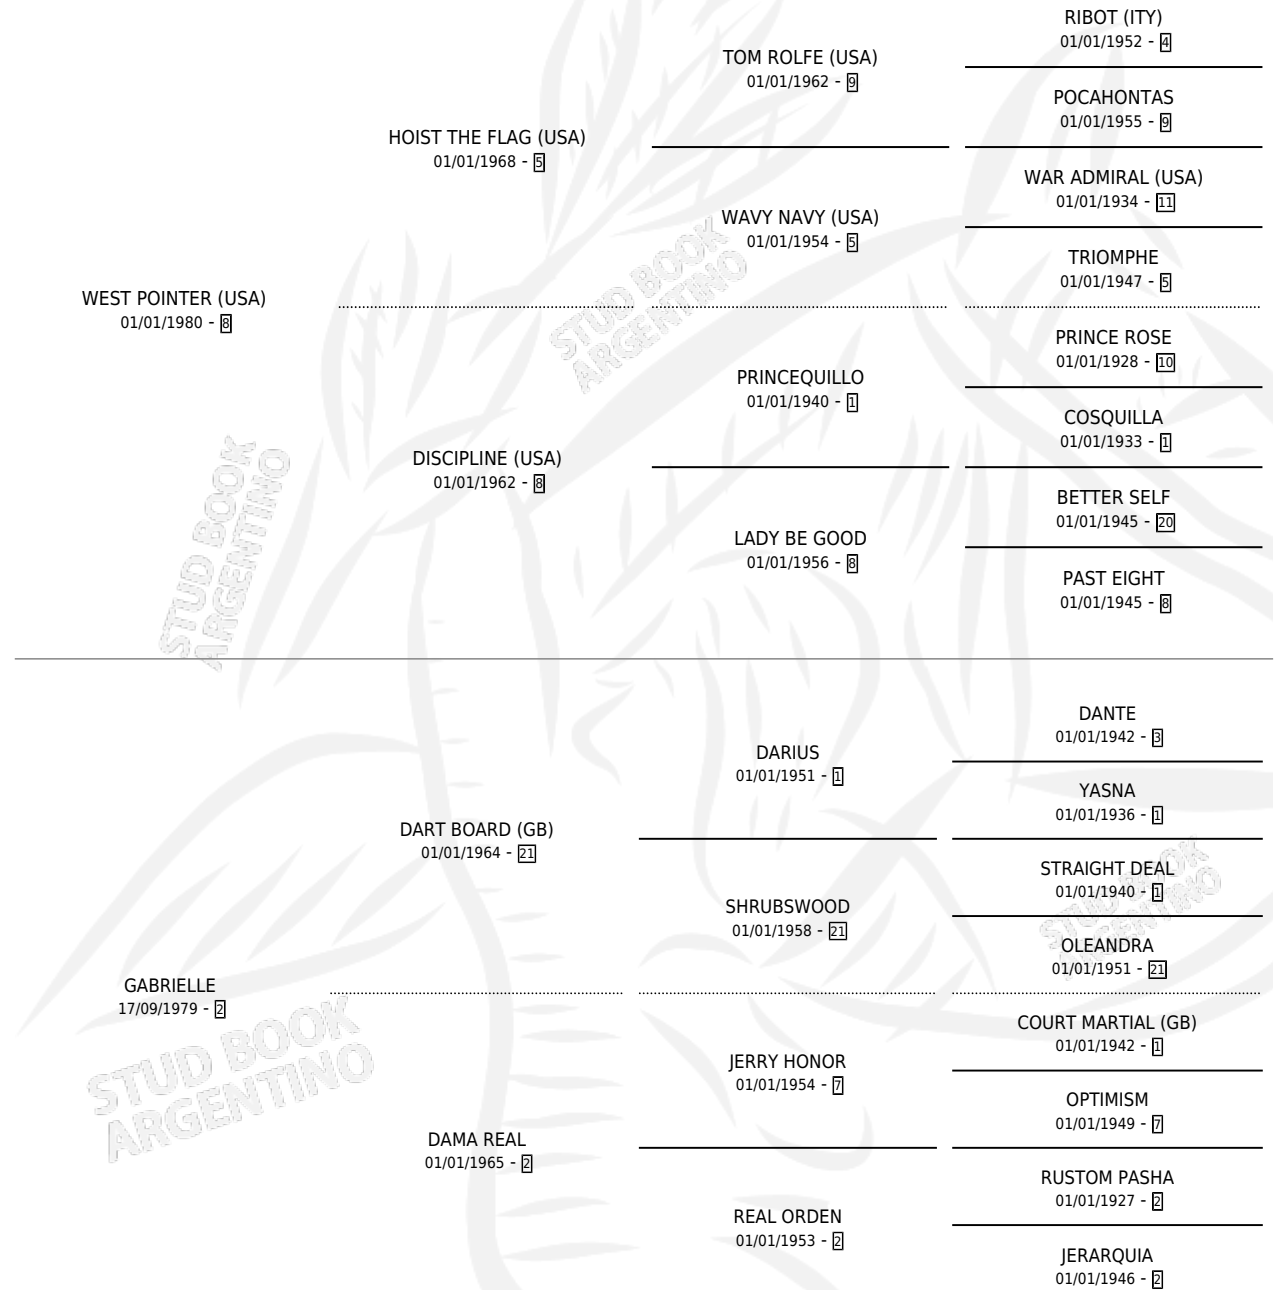 RIBOT (ITY)
01/01/1952 - 4
TOM ROLFE (USA)
01/01/1962 - 9
POCAHONTAS
01/01/1955 - 9
HOIST THE FLAG (USA)
01/01/1968 - 5
WAR ADMIRAL (USA)
01/01/1934 - 11
WAVY NAVY (USA)
01/01/1954 - 5
TRIOMPHE
01/01/1947 - 5
WEST POINTER (USA)
01/01/1980 - 8
PRINCE ROSE
01/01/1928 - 10
PRINCEQUILLO
01/01/1940 - 1
COSQUILLA
01/01/1933 - 1
DISCIPLINE (USA)
01/01/1962 - 8
BETTER SELF
01/01/1945 - 20
LADY BE GOOD
01/01/1956 - 8
PAST EIGHT
01/01/1945 - 8
STUD BOOK
ARGENTINO
STUD BOOK
ARGENTINO
DANTE
01/01/1942 - 3
DARIUS
01/01/1951 - 1
YASNA
01/01/1936 - 1
DART BOARD (GB)
01/01/1964 - 21
STRAIGHT DEAL
01/01/1940 - 1
SHRUBSWOOD
01/01/1958 - 21
OLEANDRA
01/01/1951 - 21
STUD BOOK
ARGENTINO
GABRIELLE
17/09/1979 - 2
COURT MARTIAL (GB)
01/01/1942 - 1
JERRY HONOR
01/01/1954 - 7
OPTIMISM
01/01/1949 - 7
DAMA REAL
01/01/1965 - 2
RUSTOM PASHA
01/01/1927 - 2
REAL ORDEN
01/01/1953 - 2
JERARQUIA
01/01/1946 - 2
STUD BOOK
ARGENTINO